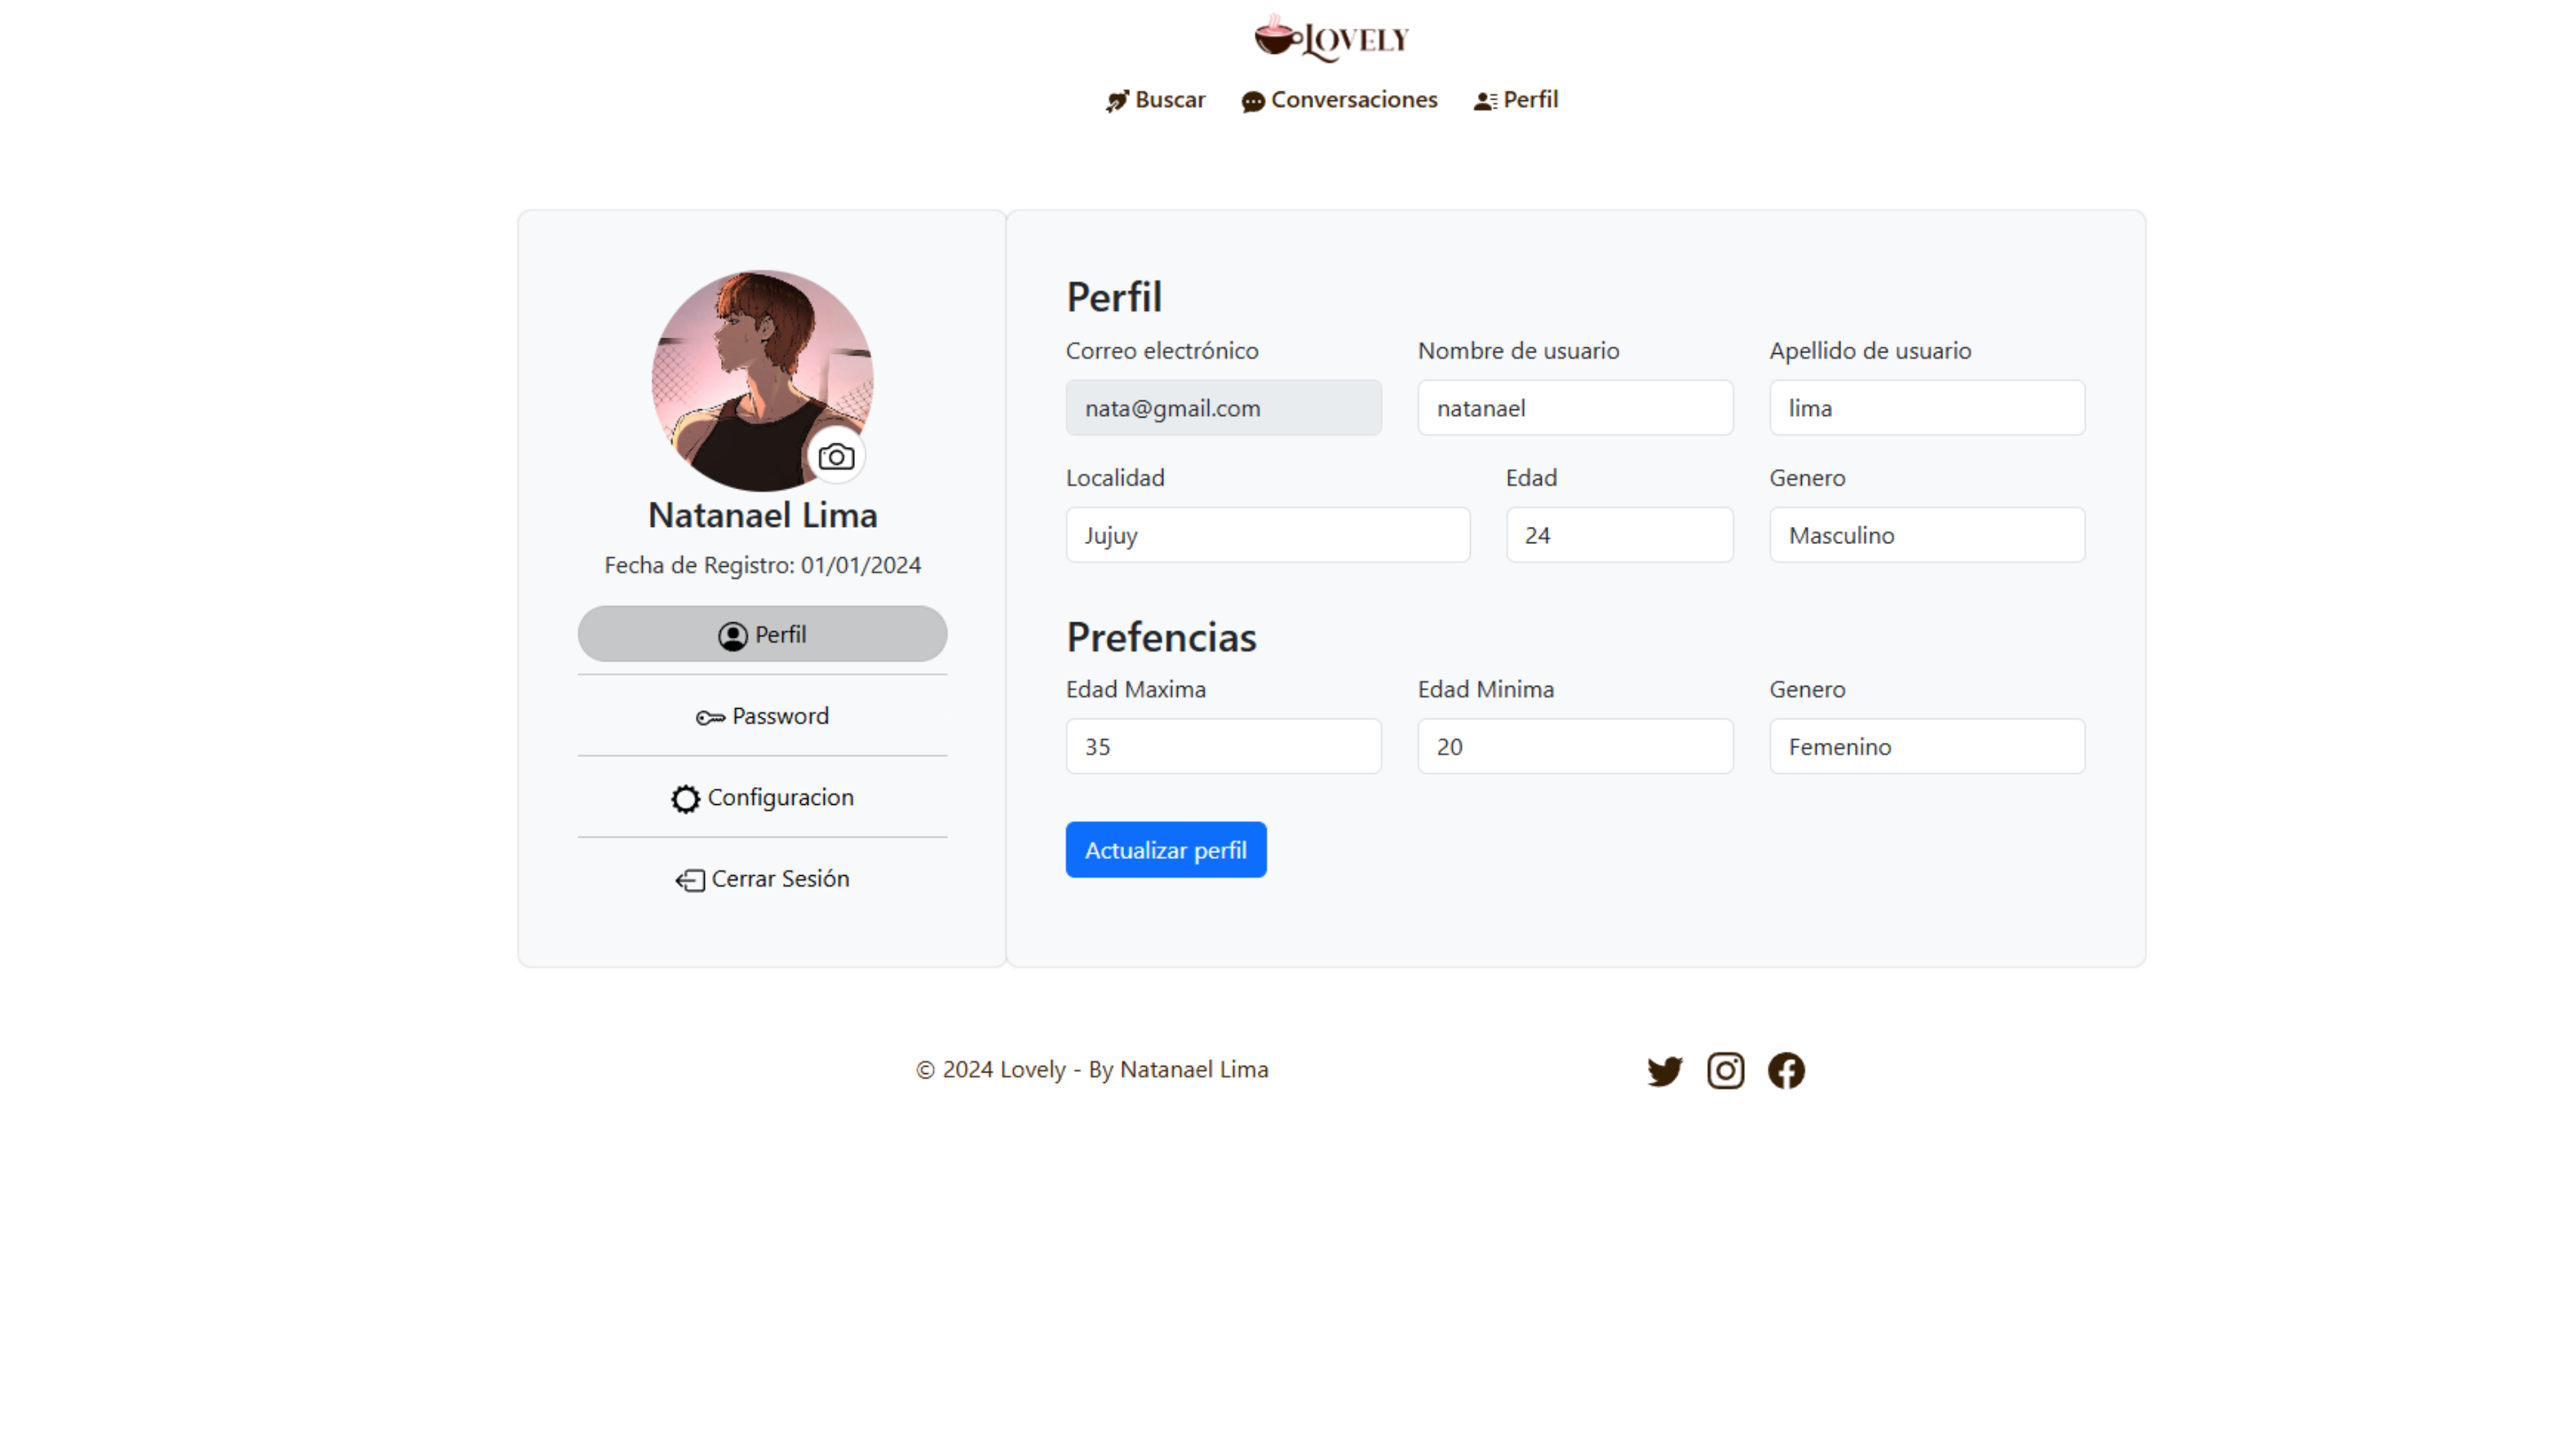 LOVELY
Buscar Conversaciones Perfil
Natanael Lima
Fecha de Registro: 01/01/2024
Perfil
Password
Configuracion
Cerrar Sesión
Perfil
Correo electrónico Nombre de usuario Apellido de usuario
nata@gmail.com natanael lima
Localidad Edad Genero
Jujuy 24 Masculino
Prefencias
Edad Maxima Edad Minima Genero
35 20 Femenino
Actualizar perfil
© 2024 Lovely - By Natanael Lima